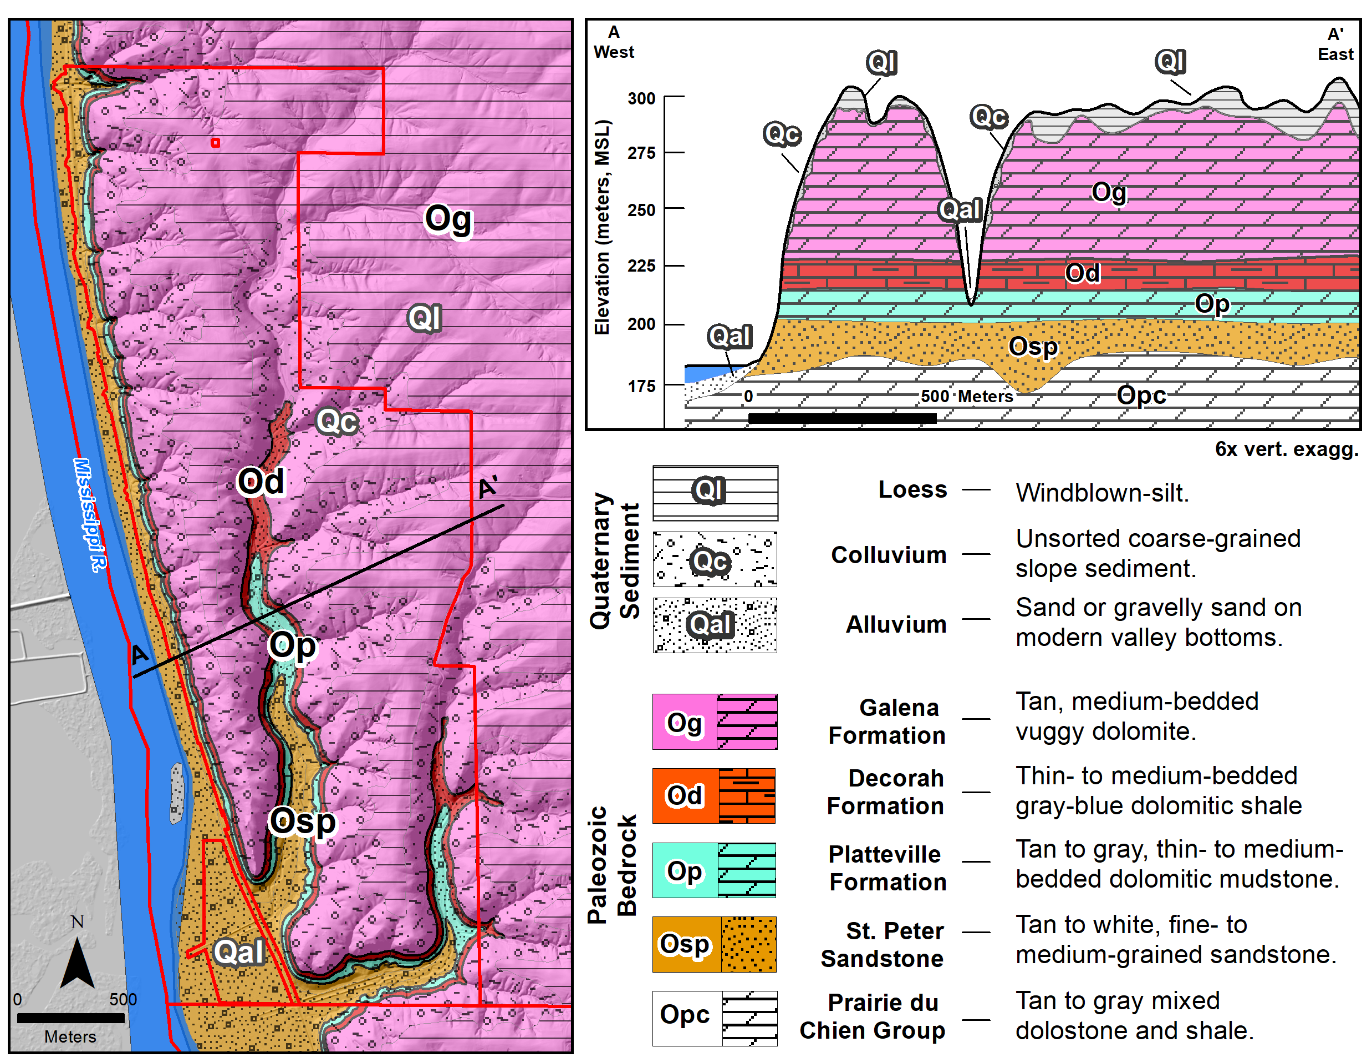 Og
Ql
Qc
Od
A'
Mississippi R.
Op
A
Osp
Qal
N
0 500
Meters
A
West
A'
East
Ql
Ql
Qc
Qc
Qal
Og
Od
Op
Osp
Qal
Opc
Elevation (meters, MSL)
300
275
250
225
200
175
0 500 Meters
6x vert. exagg.
Quaternary
Sediment
Ql Loess — Windblown-silt.
Qc Colluvium — Unsorted coarse-grained
slope sediment.
Qal Alluvium — Sand or gravelly sand on
modern valley bottoms.
Paleozoic
Bedrock
Og Galena
Formation — Tan, medium-bedded
vuggy dolomite.
Od Decorah
Formation — Thin- to medium-bedded
gray-blue dolomitic shale
Op Platteville
Formation — Tan to gray, thin- to medium-
bedded dolomitic mudstone.
Osp St. Peter
Sandstone — Tan to white, fine- to
medium-grained sandstone.
Opc Prairie du
Chien Group — Tan to gray mixed
dolostone and shale.